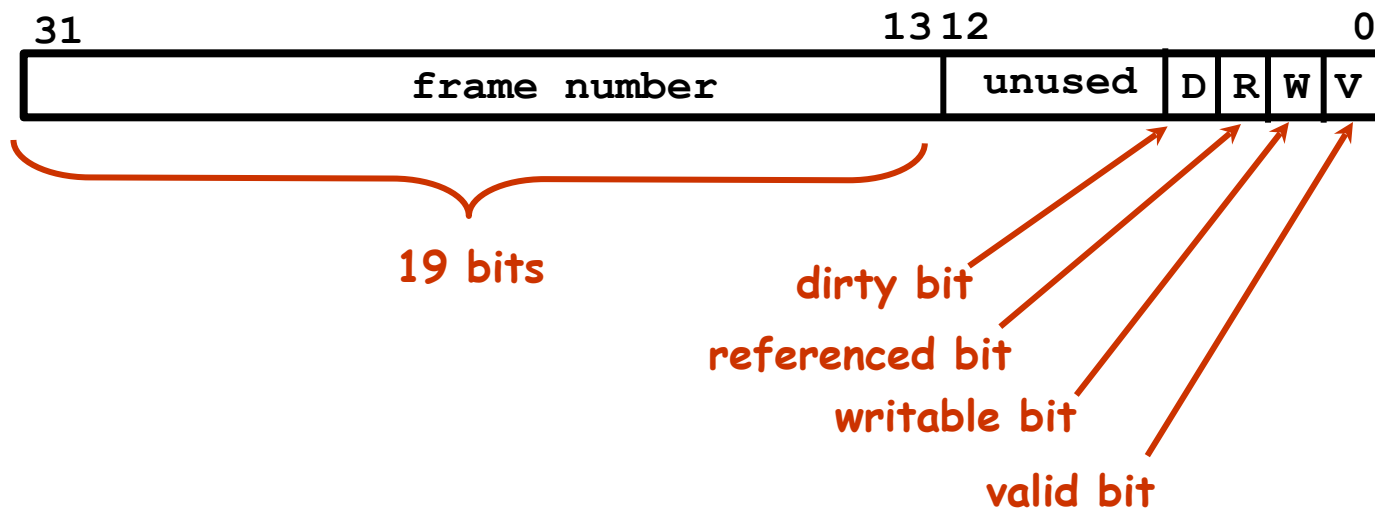 31 13 12 0
frame number unused D R W V
19 bits
dirty bit
referenced bit
writable bit
valid bit